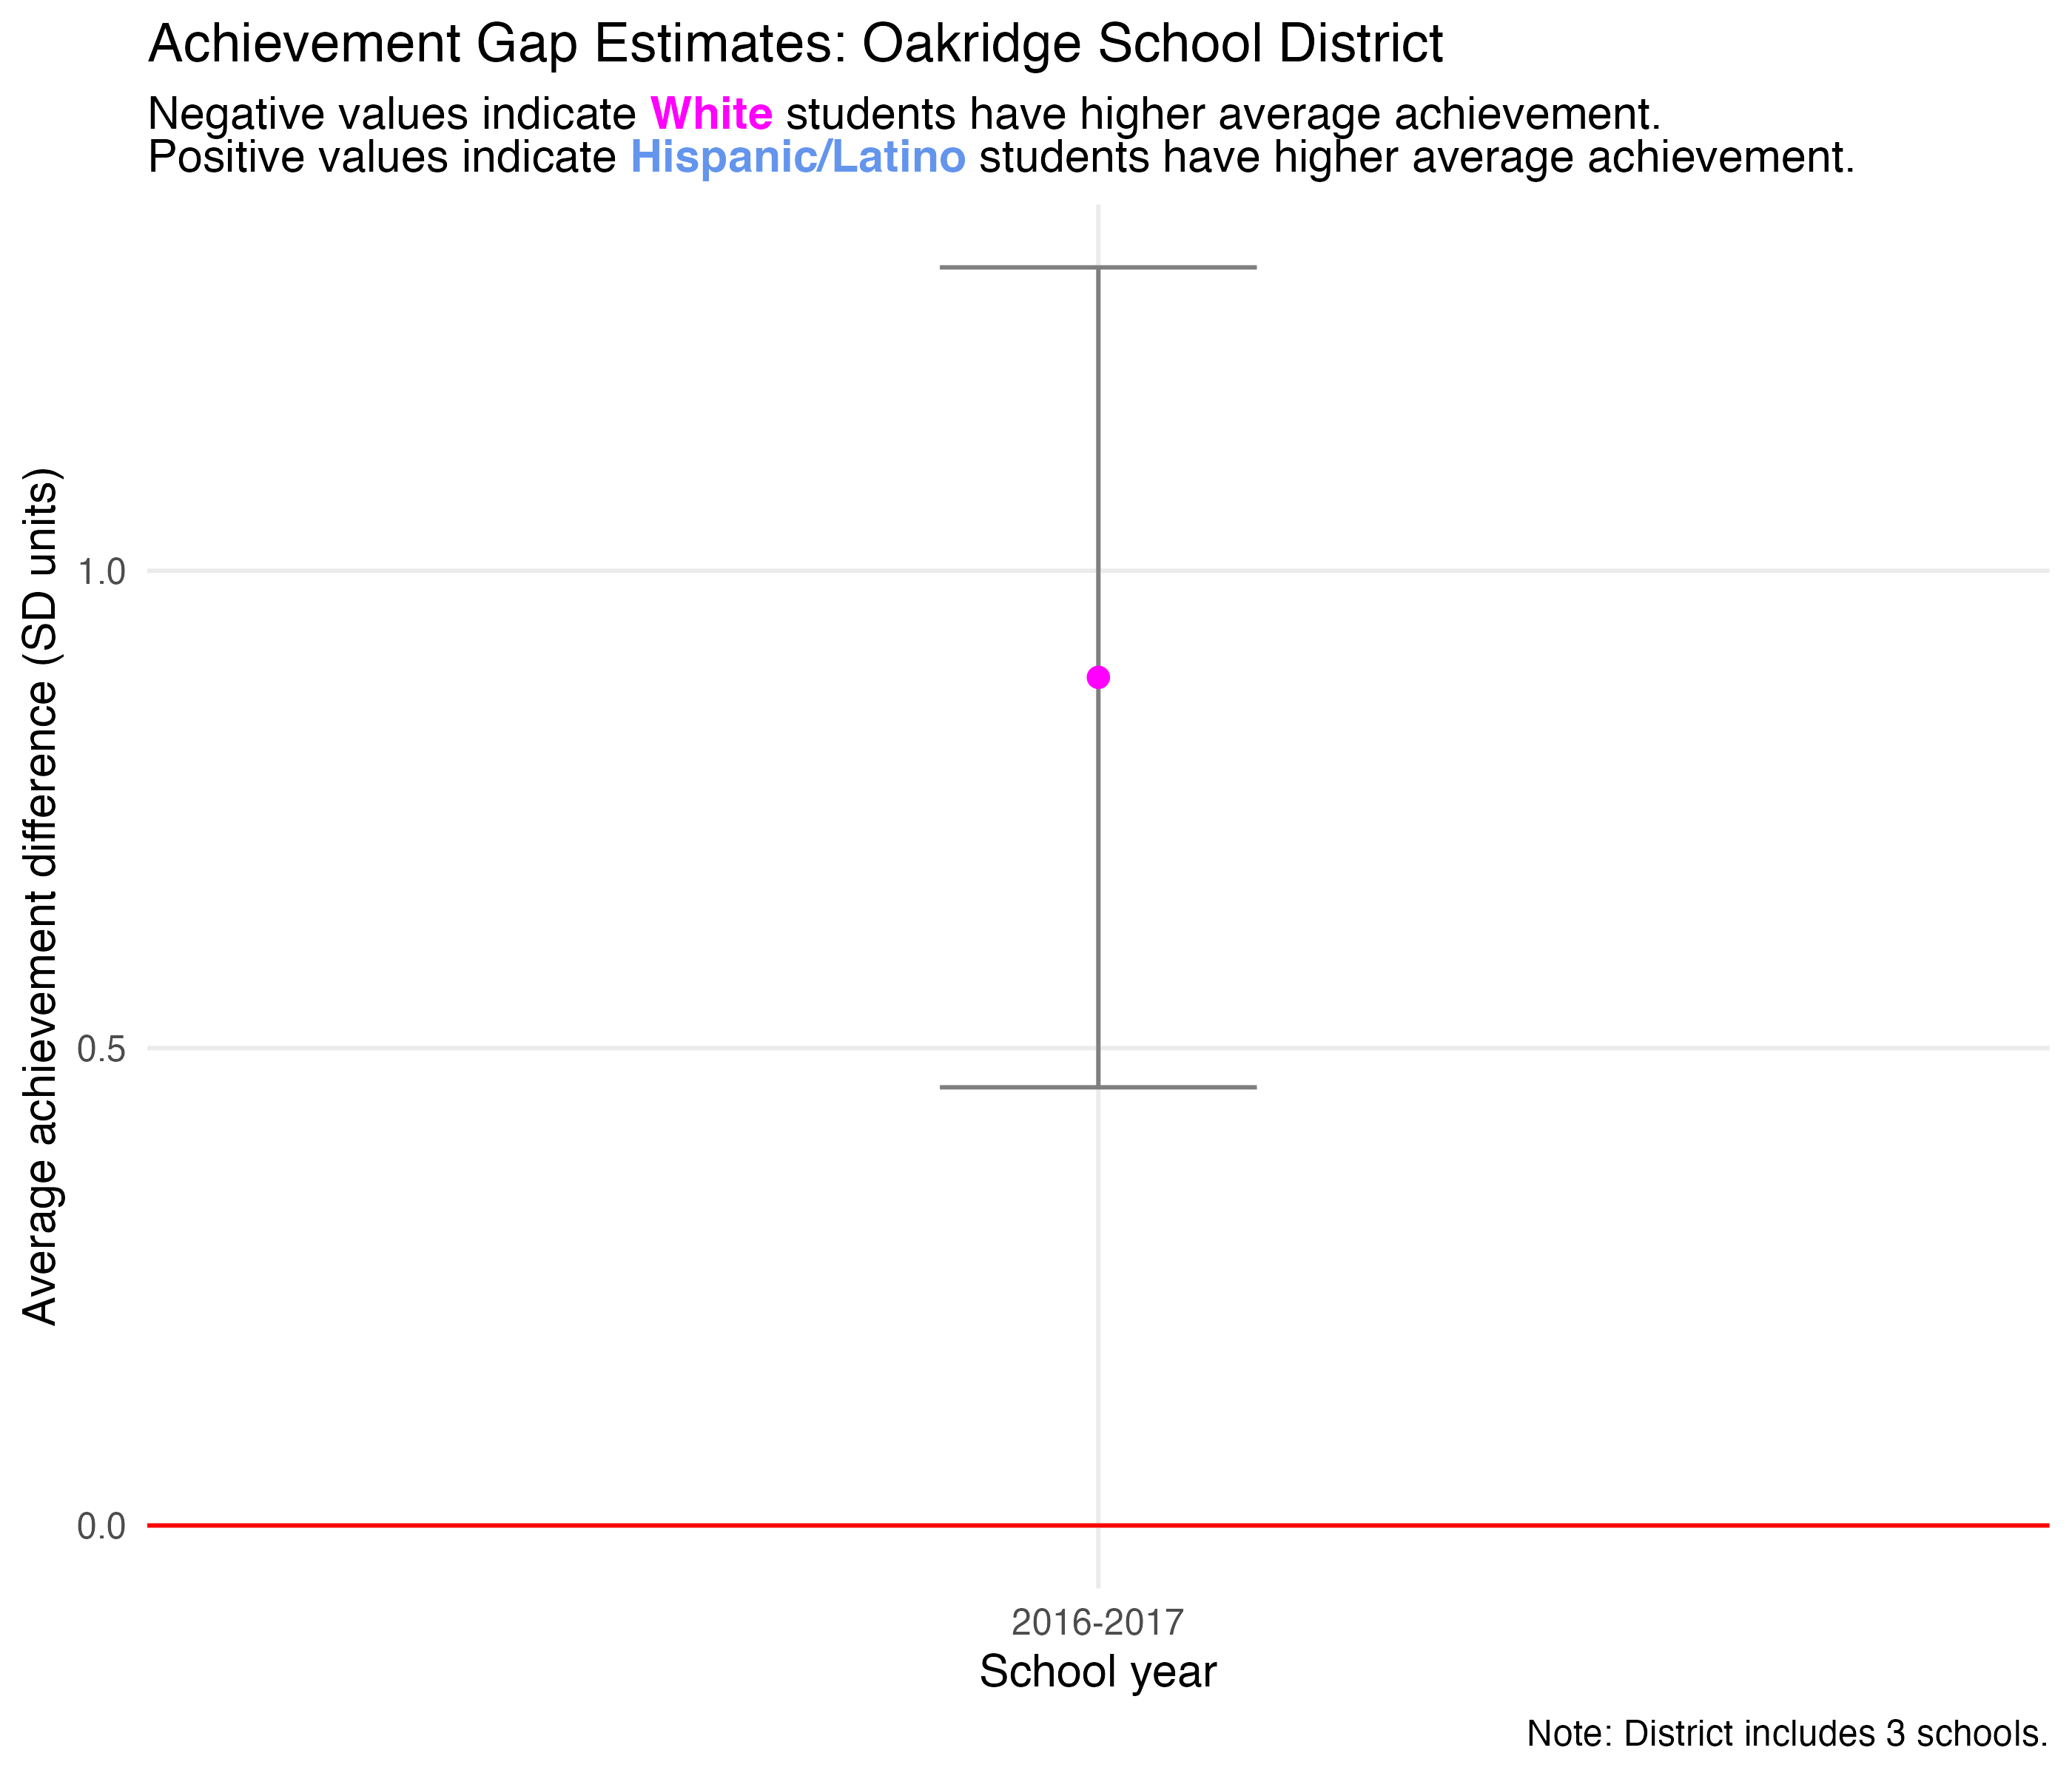 Achievement Gap Estimates: Oakridge School District
Negative values indicate White students have higher average achievement.
Positive values indicate Hispanic/Latino students have higher average achievement.
Average achievement difference (SD units)
1.0
0.5
0.0
2016-2017
School year
Note: District includes 3 schools.